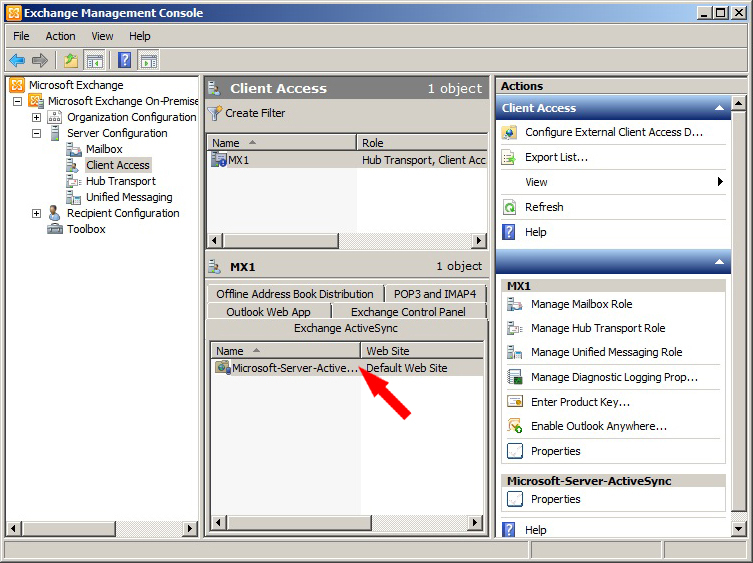 Exchange Management Console
File Action View Help
Microsoft Exchange
Microsoft Exchange On-Premise
Organization Configuration
Server Configuration
Mailbox
Client Access
Hub Transport
Unified Messaging
Recipient Configuration
Toolbox
Client Access 1 object
Create Filter
Name Role
MX1 Hub Transport, Client Acc
MX1 1 object
Offline Address Book Distribution POP3 and IMAP4
Outlook Web App Exchange Control Panel
Exchange ActiveSync
Name Web Site
Microsoft-Server-Active... Default Web Site
Actions
Client Access
Configure External Client Access D...
Export List...
View
Refresh
Help
MX1
Manage Mailbox Role
Manage Hub Transport Role
Manage Unified Messaging Role
Manage Diagnostic Logging Prop...
Enter Product Key...
Enable Outlook Anywhere...
Properties
Microsoft-Server-ActiveSync
Properties
Help